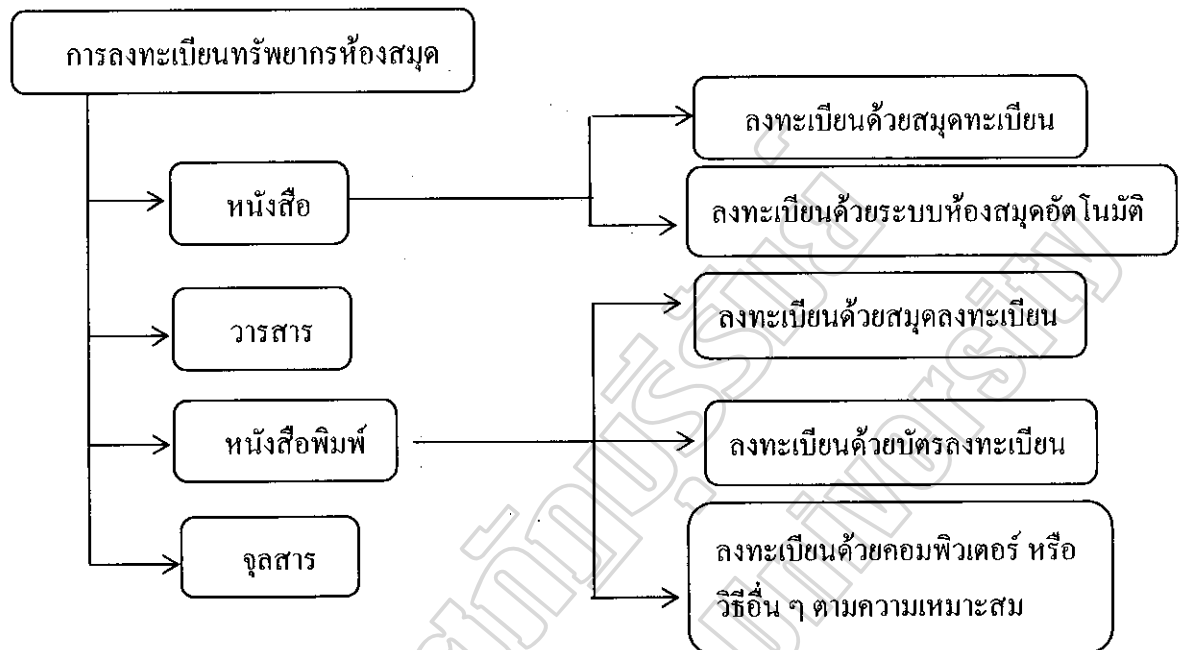 การลงทะเบียนทรัพยากรห้องสมุด
หนังสือ
ลงทะเบียนด้วยสมุดทะเบียน
ลงทะเบียนด้วยระบบห้องสมุดอัตโนมัติ
วารสาร
หนังสือพิมพ์
จุลสาร
ลงทะเบียนด้วยสมุดลงทะเบียน
ลงทะเบียนด้วยบัตรลงทะเบียน
ลงทะเบียนด้วยคอมพิวเตอร์ หรือ
วิธีอื่น ๆ ตามความเหมาะสม
University